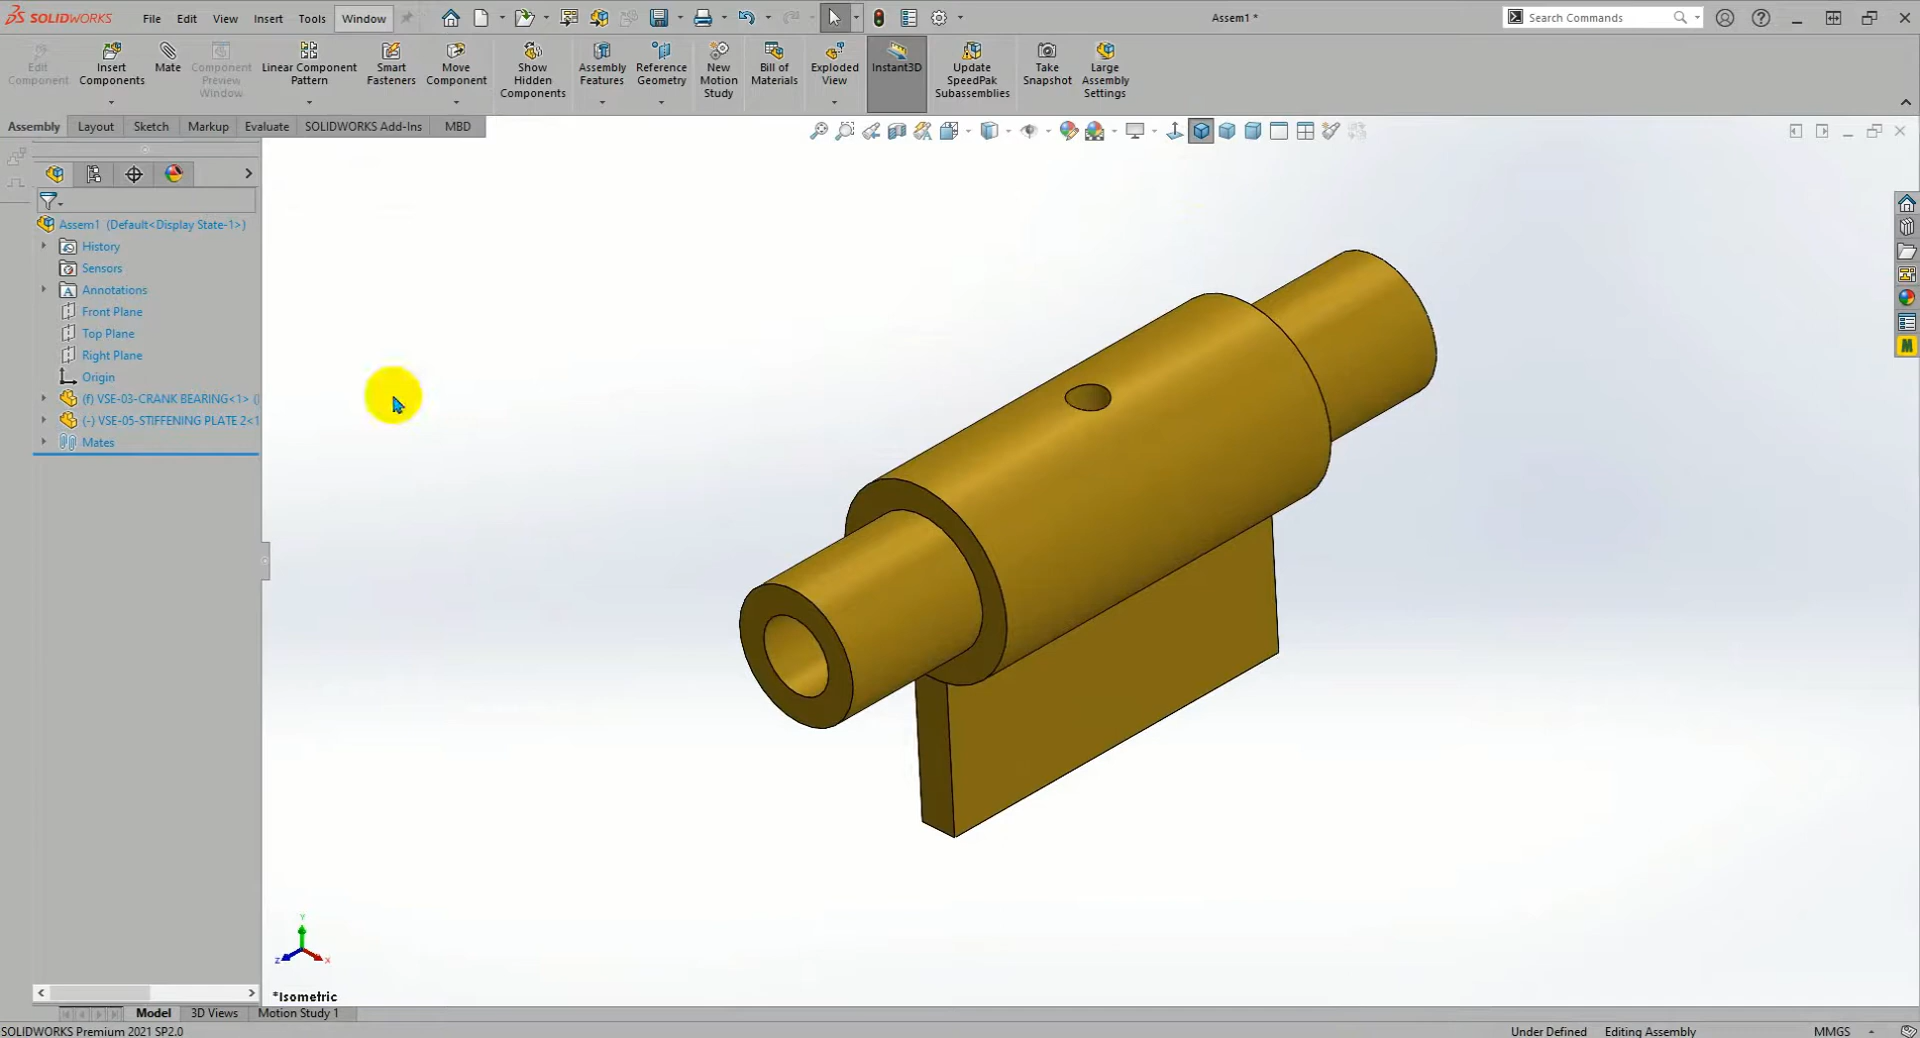 SOLIDWORKS File Edit View Insert Tools Window Assem1 * Search Commands
Edit Component
Insert Components
Mate
Component Preview Window
Linear Component Pattern
Smart Fasteners
Move Component
Show Hidden Components
Assembly Features
Reference Geometry
New Motion Study
Bill of Materials
Exploded View
Instant3D
Update SpeedPak Subassemblies
Take Snapshot
Large Assembly Settings
Assembly Layout Sketch Markup Evaluate SOLIDWORKS Add-Ins MBD
Assem1 (Default<Display State-1>)
History
Sensors
A Annotations
Front Plane
Top Plane
Right Plane
Origin
(f) VSE-03-CRANK BEARING<1> (
(-) VSE-05-STIFFENING PLATE 2<1
Mates
M
Y
Z X
*Isometric
Model 3D Views Motion Study 1
SOLIDWORKS Premium 2021 SP2.0 Under Defined Editing Assembly MMGS